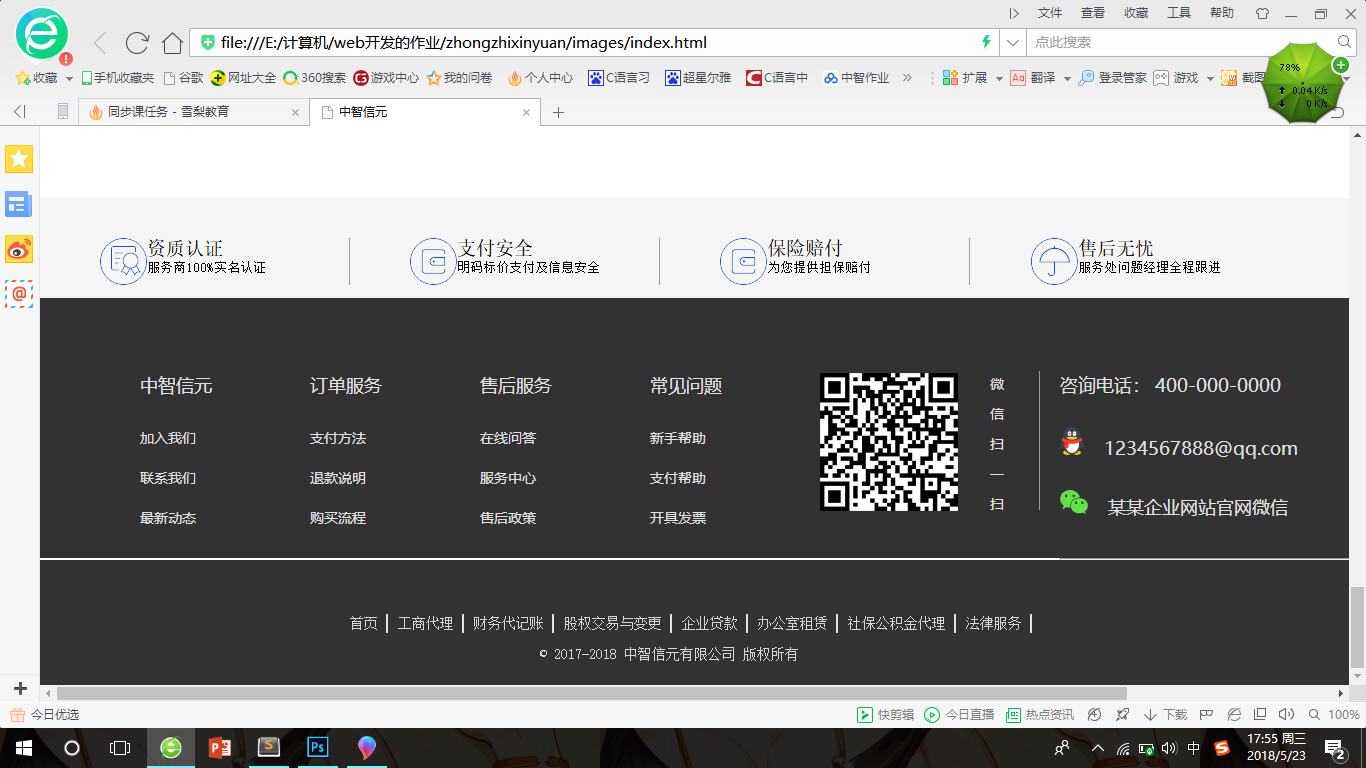 文件 查看 收藏 工具 帮助
file:///E:/计算机/web开发的作业/zhongzhixinyuan/images/index.html
点此搜索
收藏 手机收藏夹 谷歌 网址大全 360搜索 游戏中心 我的问卷 个人中心 C语言习 超星尔雅 C语言中 中智作业 » 扩展 Aa 翻译 登录管家 游戏 截图
78%
0.04 K/s
0 K/s
同步课任务 - 雪梨教育
中智信元
资质认证
服务商100%实名认证
支付安全
明码标价支付及信息安全
保险赔付
为您提供担保赔付
售后无忧
服务处问题经理全程跟进
中智信元
加入我们
联系我们
最新动态
订单服务
支付方法
退款说明
购买流程
售后服务
在线问答
服务中心
售后政策
常见问题
新手帮助
支付帮助
开具发票
微
信
扫
一
扫
咨询电话： 400-000-0000
1234567888@qq.com
某某企业网站官网微信
首页 工商代理 财务代记账 股权交易与变更 企业贷款 办公室租赁 社保公积金代理 法律服务
© 2017-2018 中智信元有限公司 版权所有
今日优选
快剪辑 今日直播 热点资讯 下载 100%
中
17:55 周三
2018/5/23
2